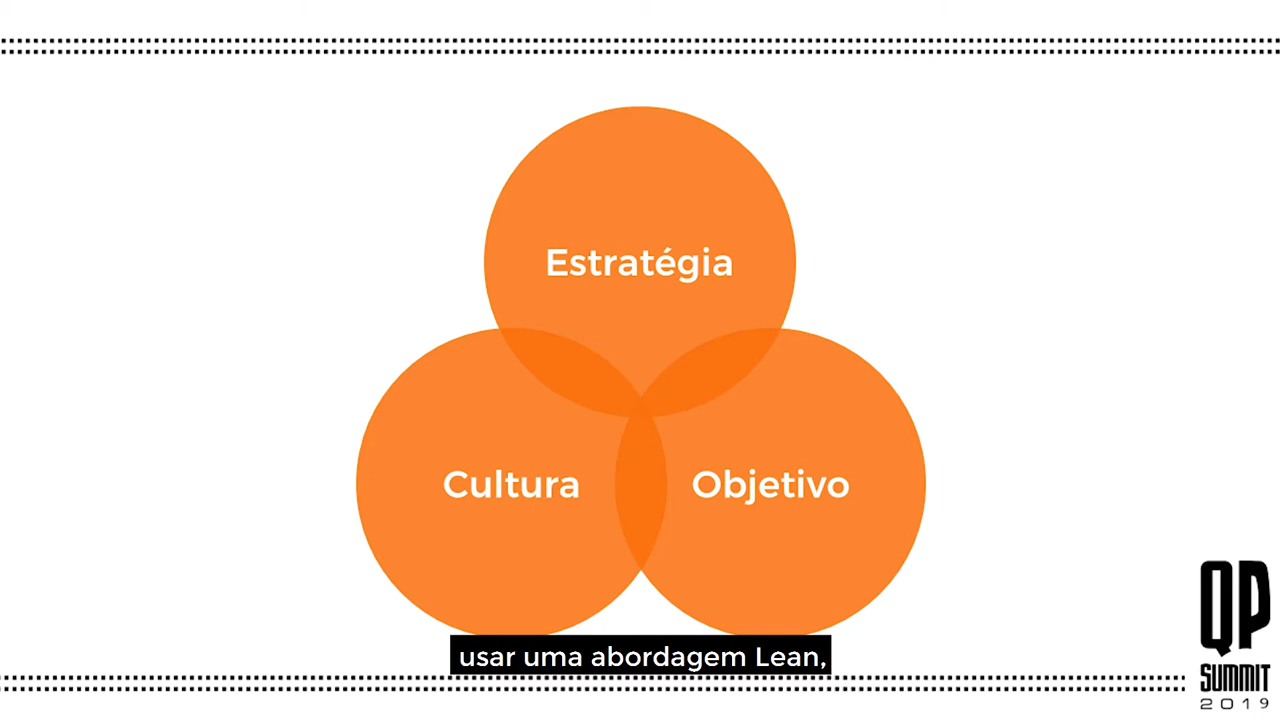 Estratégia
Cultura
Objetivo
usar uma abordagem Lean,
QP
SUMMIT
2019